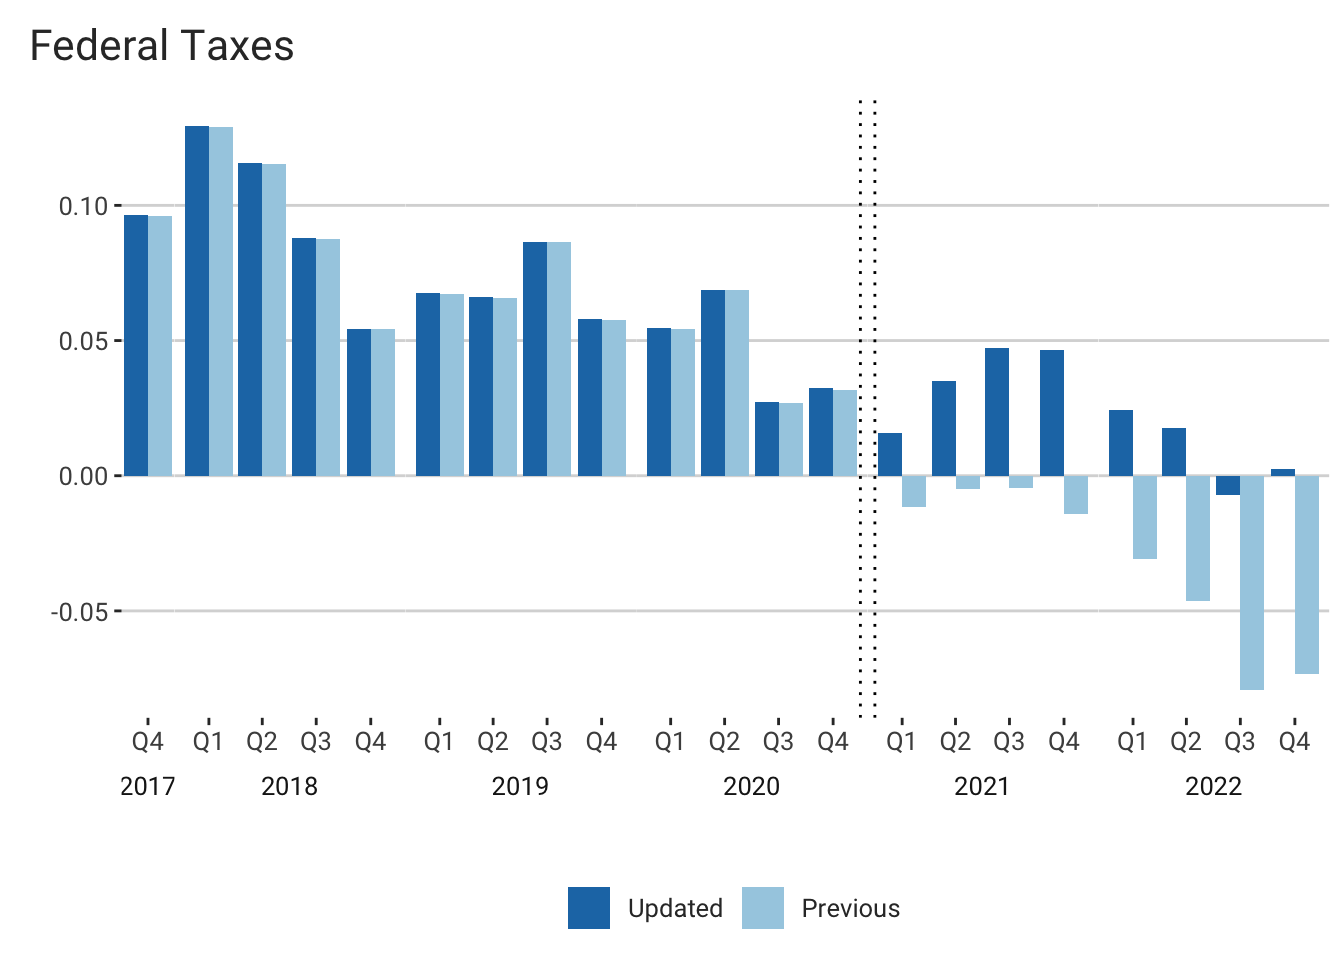 Federal Taxes
0.10
0.05
0.00
-0.05
Q4 Q1 Q2 Q3 Q4 Q1 Q2 Q3 Q4 Q1 Q2 Q3 Q4 Q1 Q2 Q3 Q4 Q1 Q2 Q3 Q4
2017 2018 2019 2020 2021 2022
Updated Previous